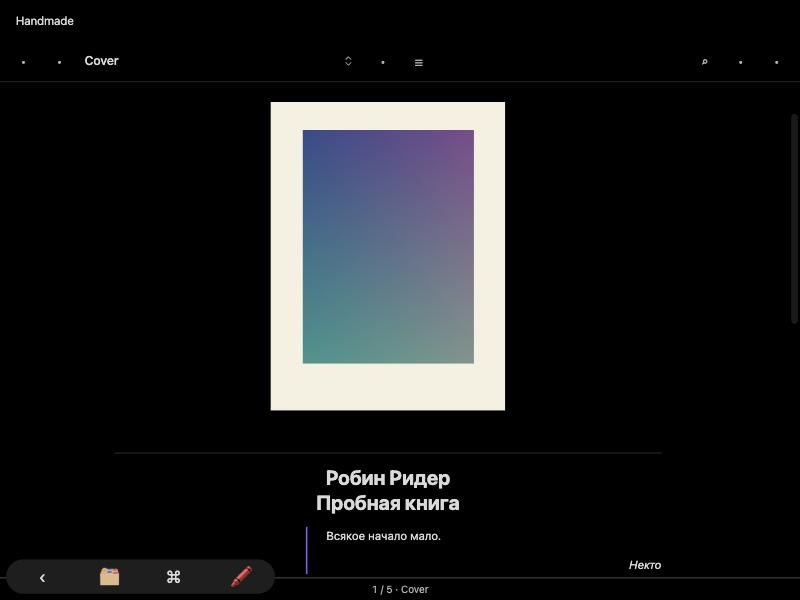 Handmade
Cover
Робин Ридер
Пробная книга
Всякое начало мало.
Некто
1 / 5 · Cover